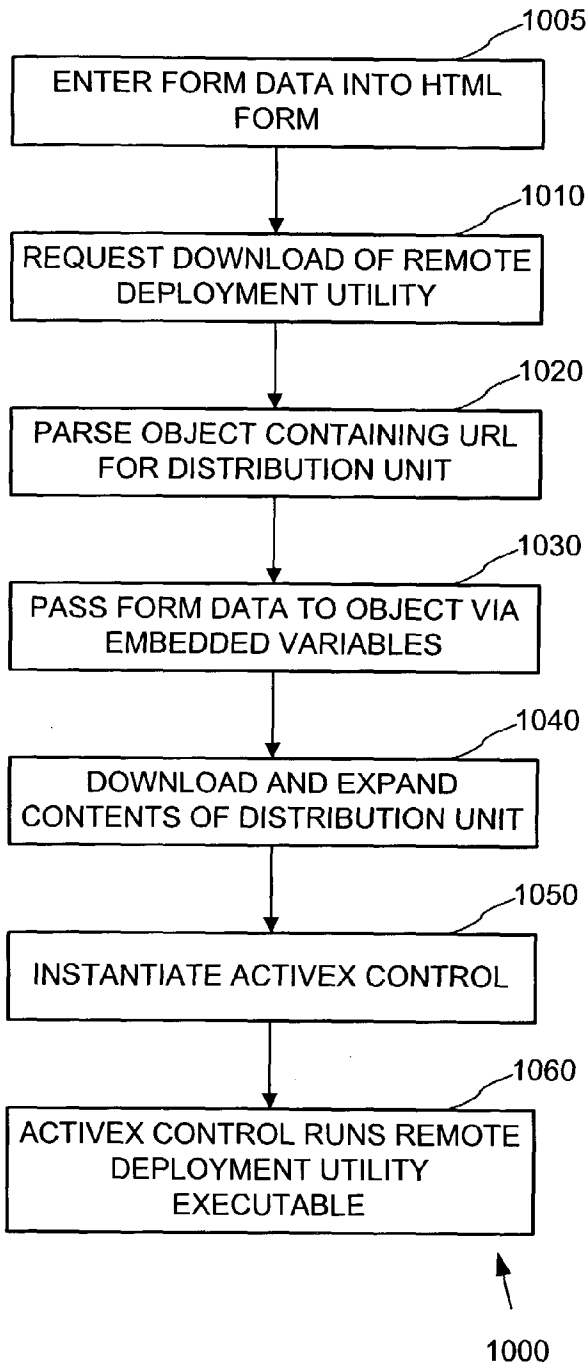 1005
ENTER FORM DATA INTO HTML
FORM
1010
REQUEST DOWNLOAD OF REMOTE
DEPLOYMENT UTILITY
1020
PARSE OBJECT CONTAINING URL
FOR DISTRIBUTION UNIT
1030
PASS FORM DATA TO OBJECT VIA
EMBEDDED VARIABLES
1040
DOWNLOAD AND EXPAND
CONTENTS OF DISTRIBUTION UNIT
1050
INSTANTIATE ACTIVEX CONTROL
1060
ACTIVEX CONTROL RUNS REMOTE
DEPLOYMENT UTILITY
EXECUTABLE
1000